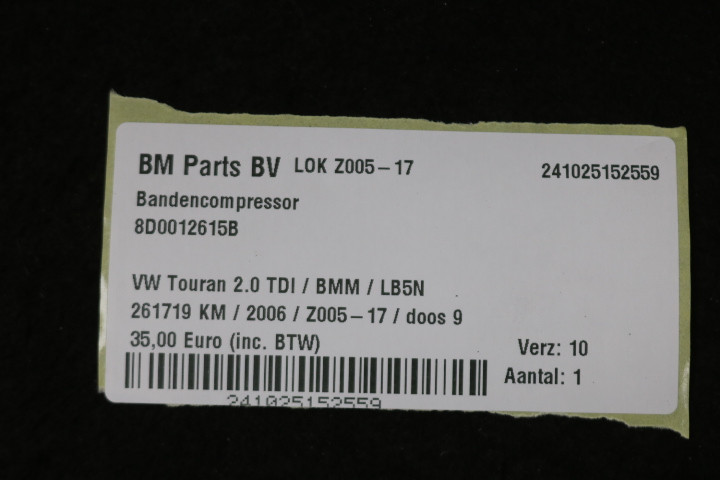 BM Parts BV LOK Z005-17 241025152559
Bandencompressor
8D0012615B
VW Touran 2.0 TDI / BMM / LB5N
261719 KM / 2006 / Z005-17 / doos 9
35,00 Euro (inc. BTW) Verz: 10
Aantal: 1
241025152559